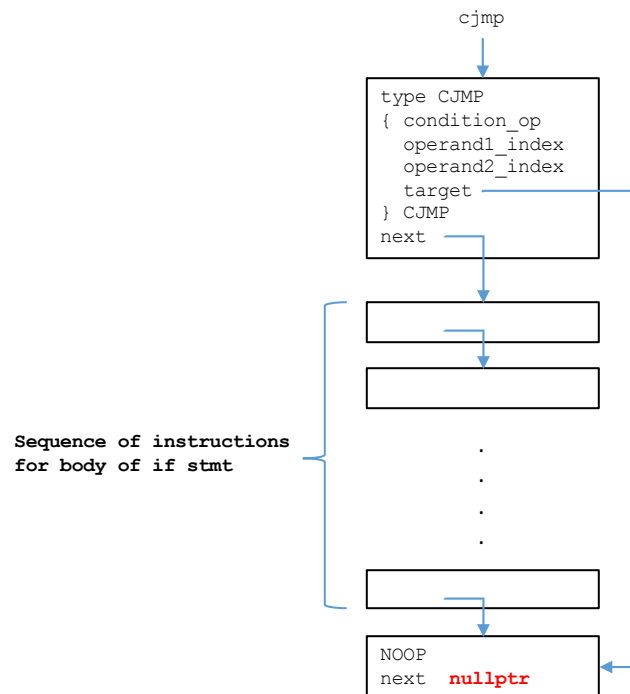 cjmp
type CJMP
{ condition_op
operand1_index
operand2_index
target
} CJMP
next
Sequence of instructions
for body of if stmt
.
.
.
.
NOOP
next nullptr